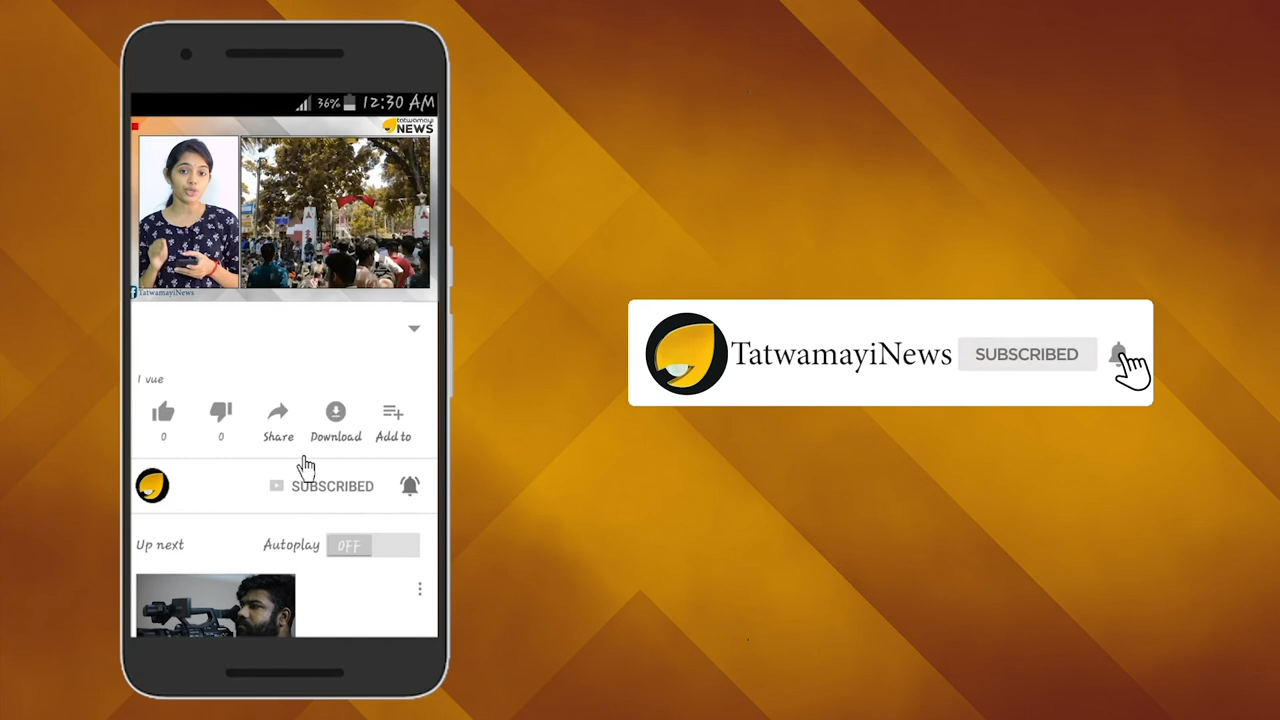 36% 12:30 AM
tatwamayi
NEWS
TatwamayiNews
1 vue
0 0 Share Download Add to
SUBSCRIBED
Up next Autoplay OFF
TatwamayiNews SUBSCRIBED